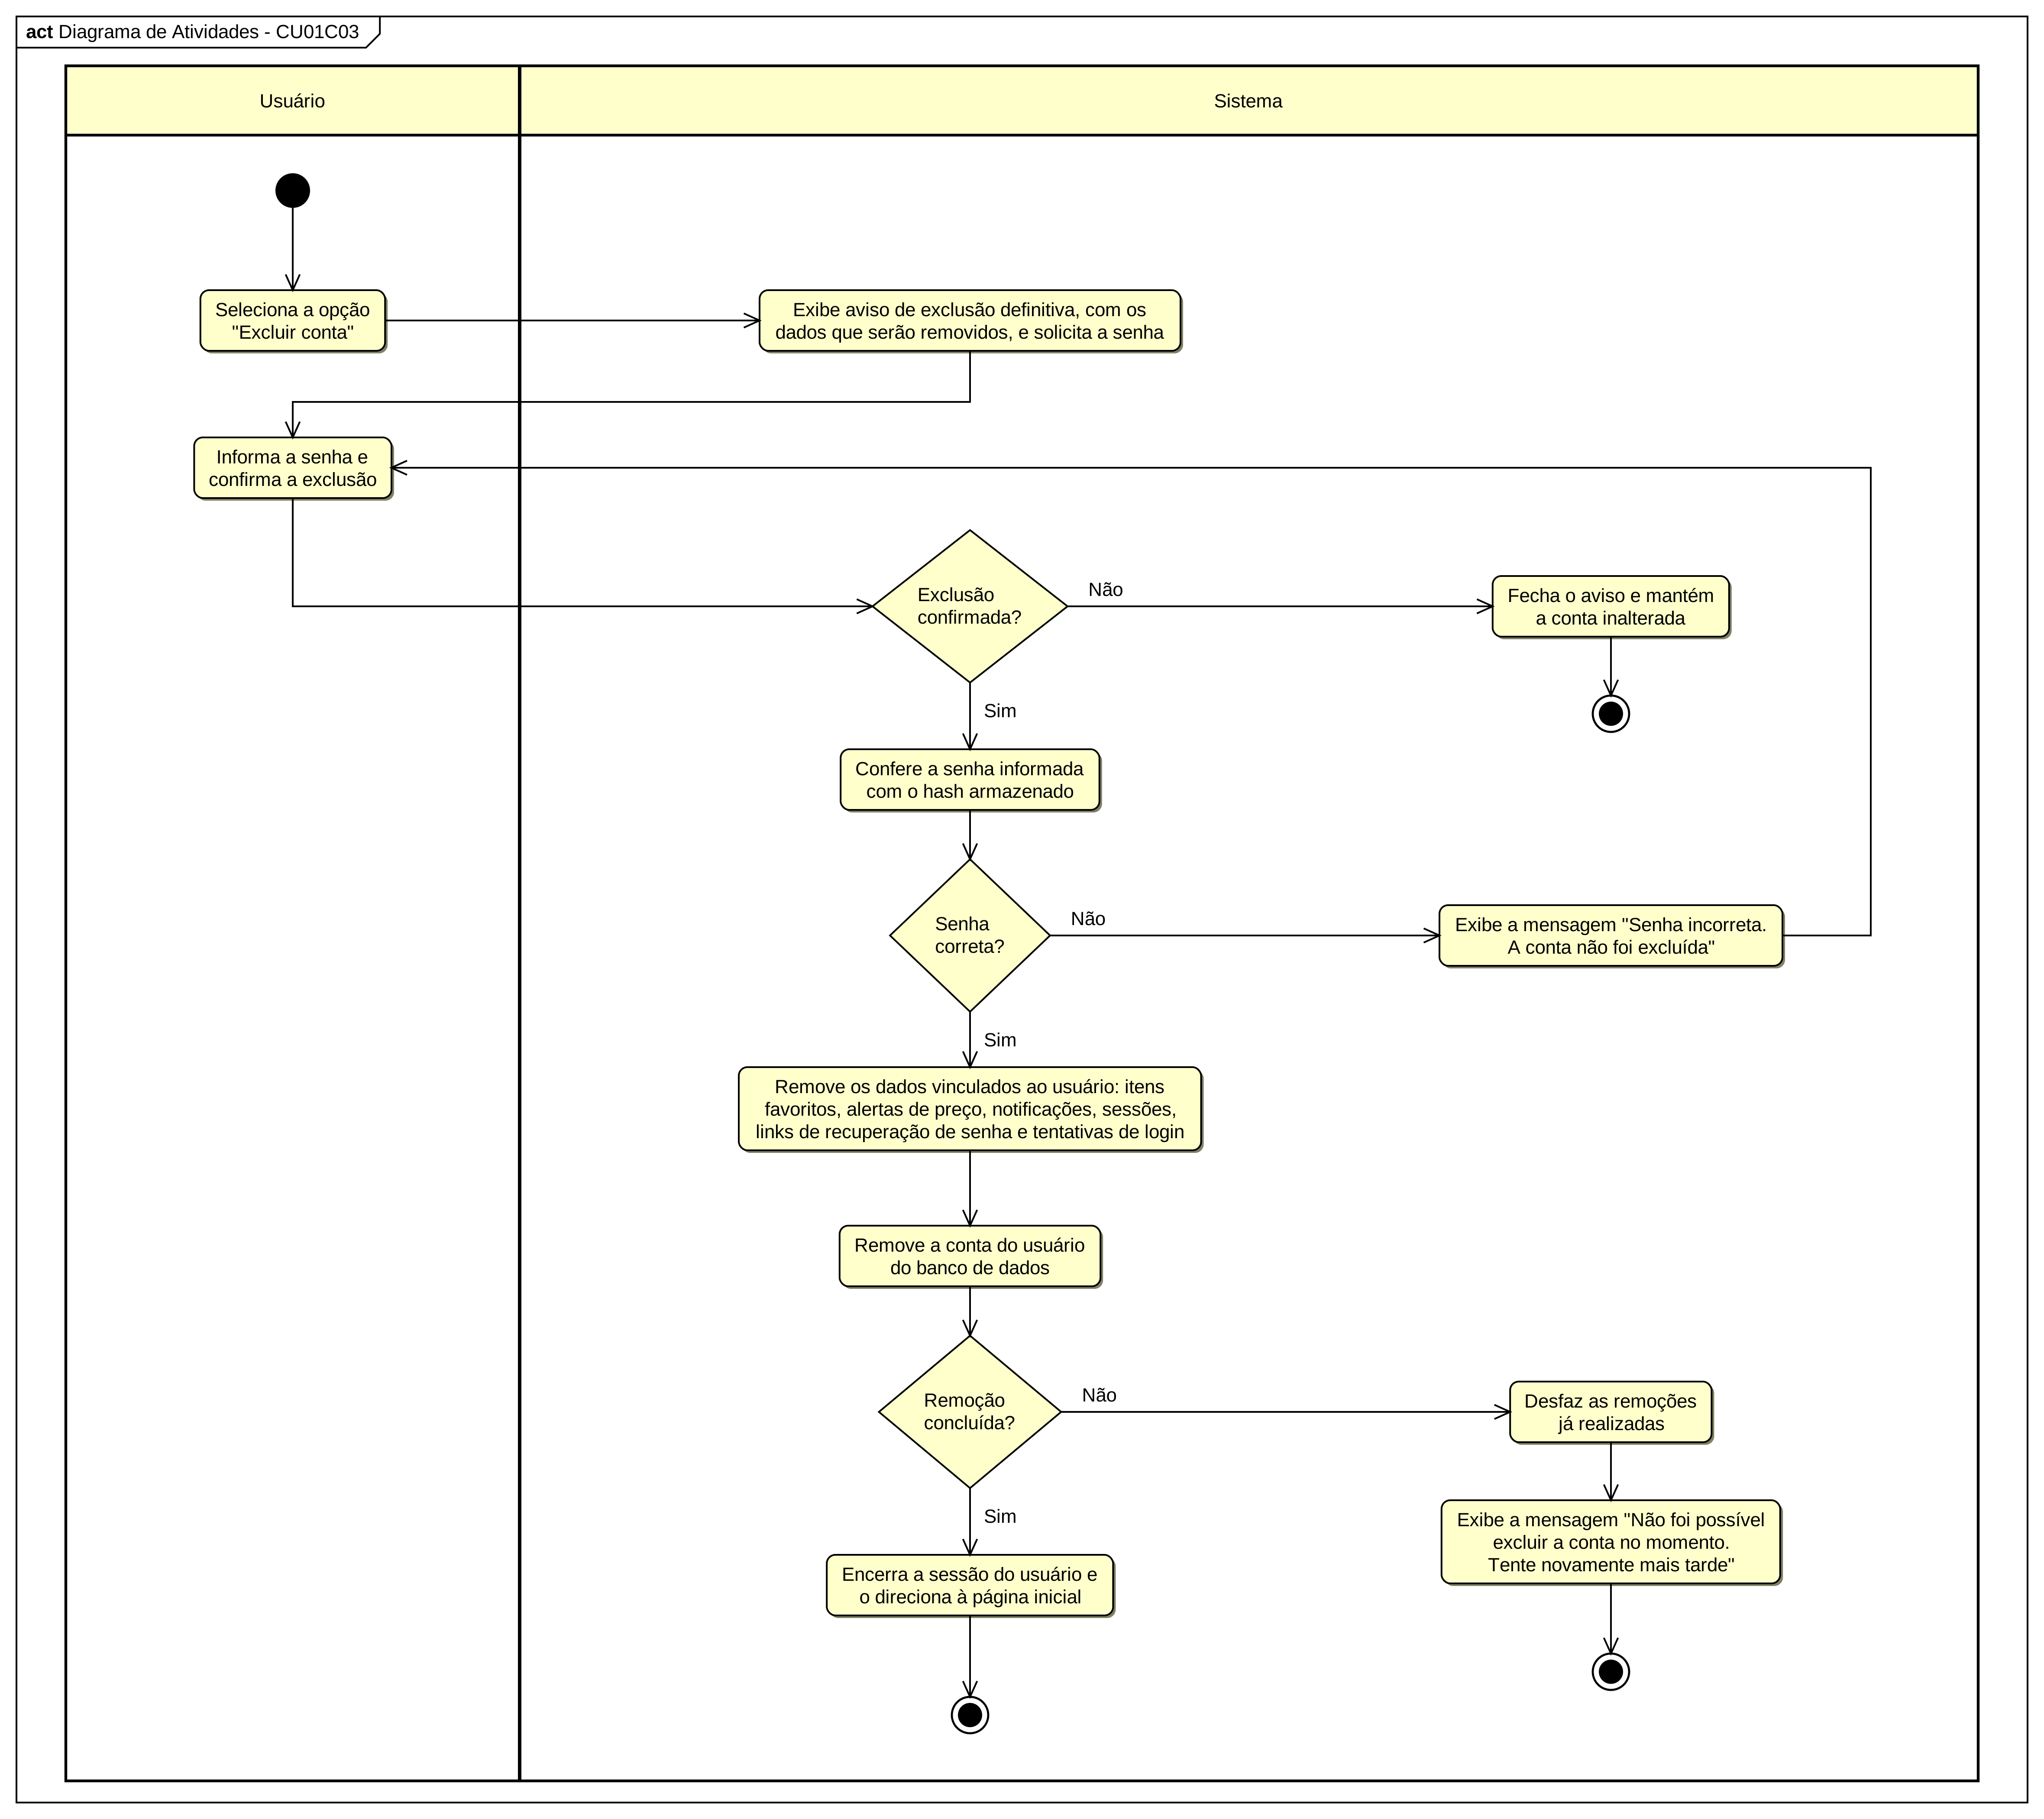 act Diagrama de Atividades - CU01C03
Usuário
Sistema
Seleciona a opção
"Excluir conta"
Exibe aviso de exclusão definitiva, com os
dados que serão removidos, e solicita a senha
Informa a senha e
confirma a exclusão
Exclusão
confirmada?
Não
Fecha o aviso e mantém
a conta inalterada
Sim
Confere a senha informada
com o hash armazenado
Senha
correta?
Não
Exibe a mensagem "Senha incorreta.
A conta não foi excluída"
Sim
Remove os dados vinculados ao usuário: itens
favoritos, alertas de preço, notificações, sessões,
links de recuperação de senha e tentativas de login
Remove a conta do usuário
do banco de dados
Remoção
concluída?
Não
Desfaz as remoções
já realizadas
Sim
Exibe a mensagem "Não foi possível
excluir a conta no momento.
Tente novamente mais tarde"
Encerra a sessão do usuário e
o direciona à página inicial